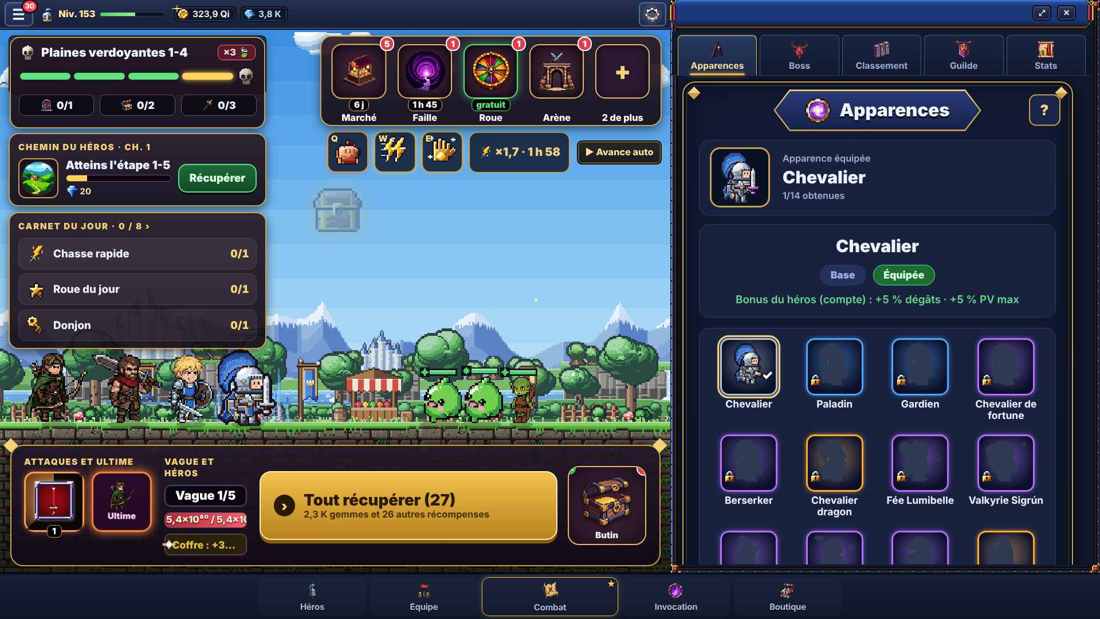 30
Niv. 153
323,9 Qi
3,8 K
Plaines verdoyantes 1-4
×3
0/1
0/2
0/3
CHEMIN DU HÉROS · CH. 1
Atteins l'étape 1-5
20
Récupérer
CARNET DU JOUR · 0 / 8 ›
Chasse rapide
0/1
Roue du jour
0/1
Donjon
0/1
5
1
1
1
6 j
1 h 45
gratuit
Marché
Faille
Roue
Arène
2 de plus
Q
W
E
×1,7 · 1 h 58
Avance auto
ATTAQUES ET ULTIME
1
Ultime
VAGUE ET
HÉROS
Vague 1/5
Coffre : +3...
Tout récupérer (27)
2,3 K gemmes et 26 autres récompenses
Butin
Héros
Équipe
Combat
Invocation
Boutique
Apparences
Boss
Classement
Guilde
Stats
Apparences
?
Apparence équipée
Chevalier
1/14 obtenues
Chevalier
Base
Équipée
Bonus du héros (compte) : +5 % dégâts · +5 % PV max
Chevalier
Paladin
Gardien
Chevalier de
fortune
Berserker
Chevalier
dragon
Fée Lumibelle
Valkyrie Sigrún